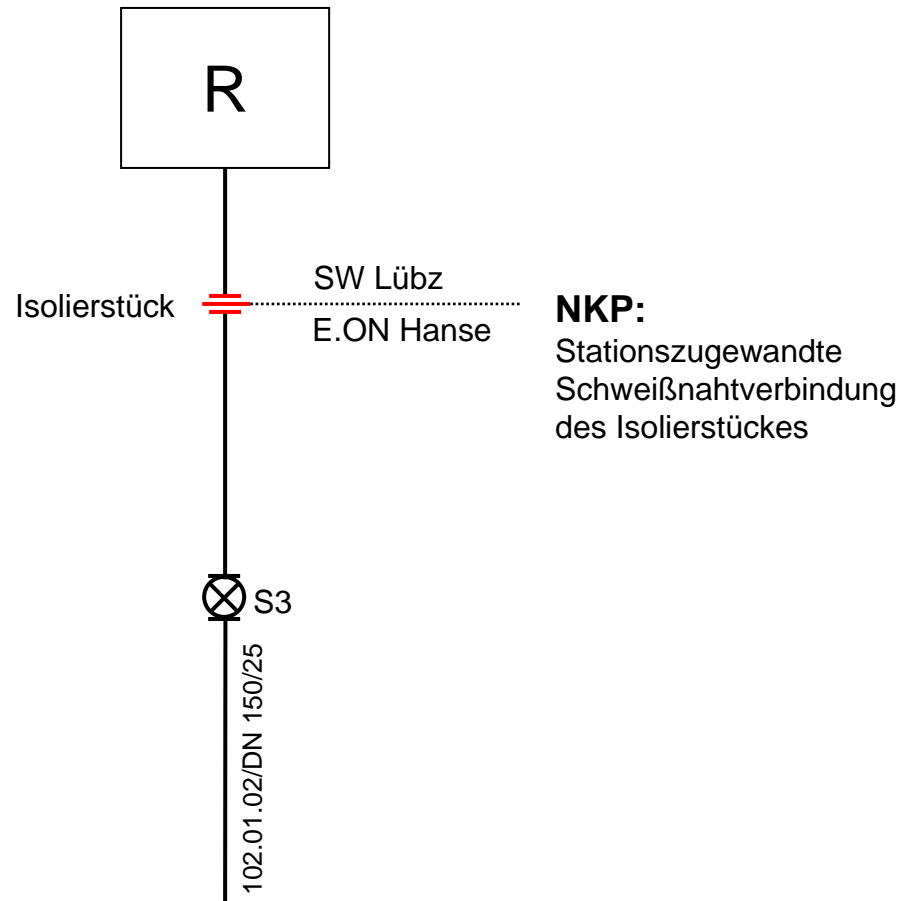 R
SW Lübz
Isolierstück
E.ON Hanse
NKP:
Stationszugewandte
Schweißnahtverbindung
des Isolierstückes
S3
102.01.02/DN 150/25